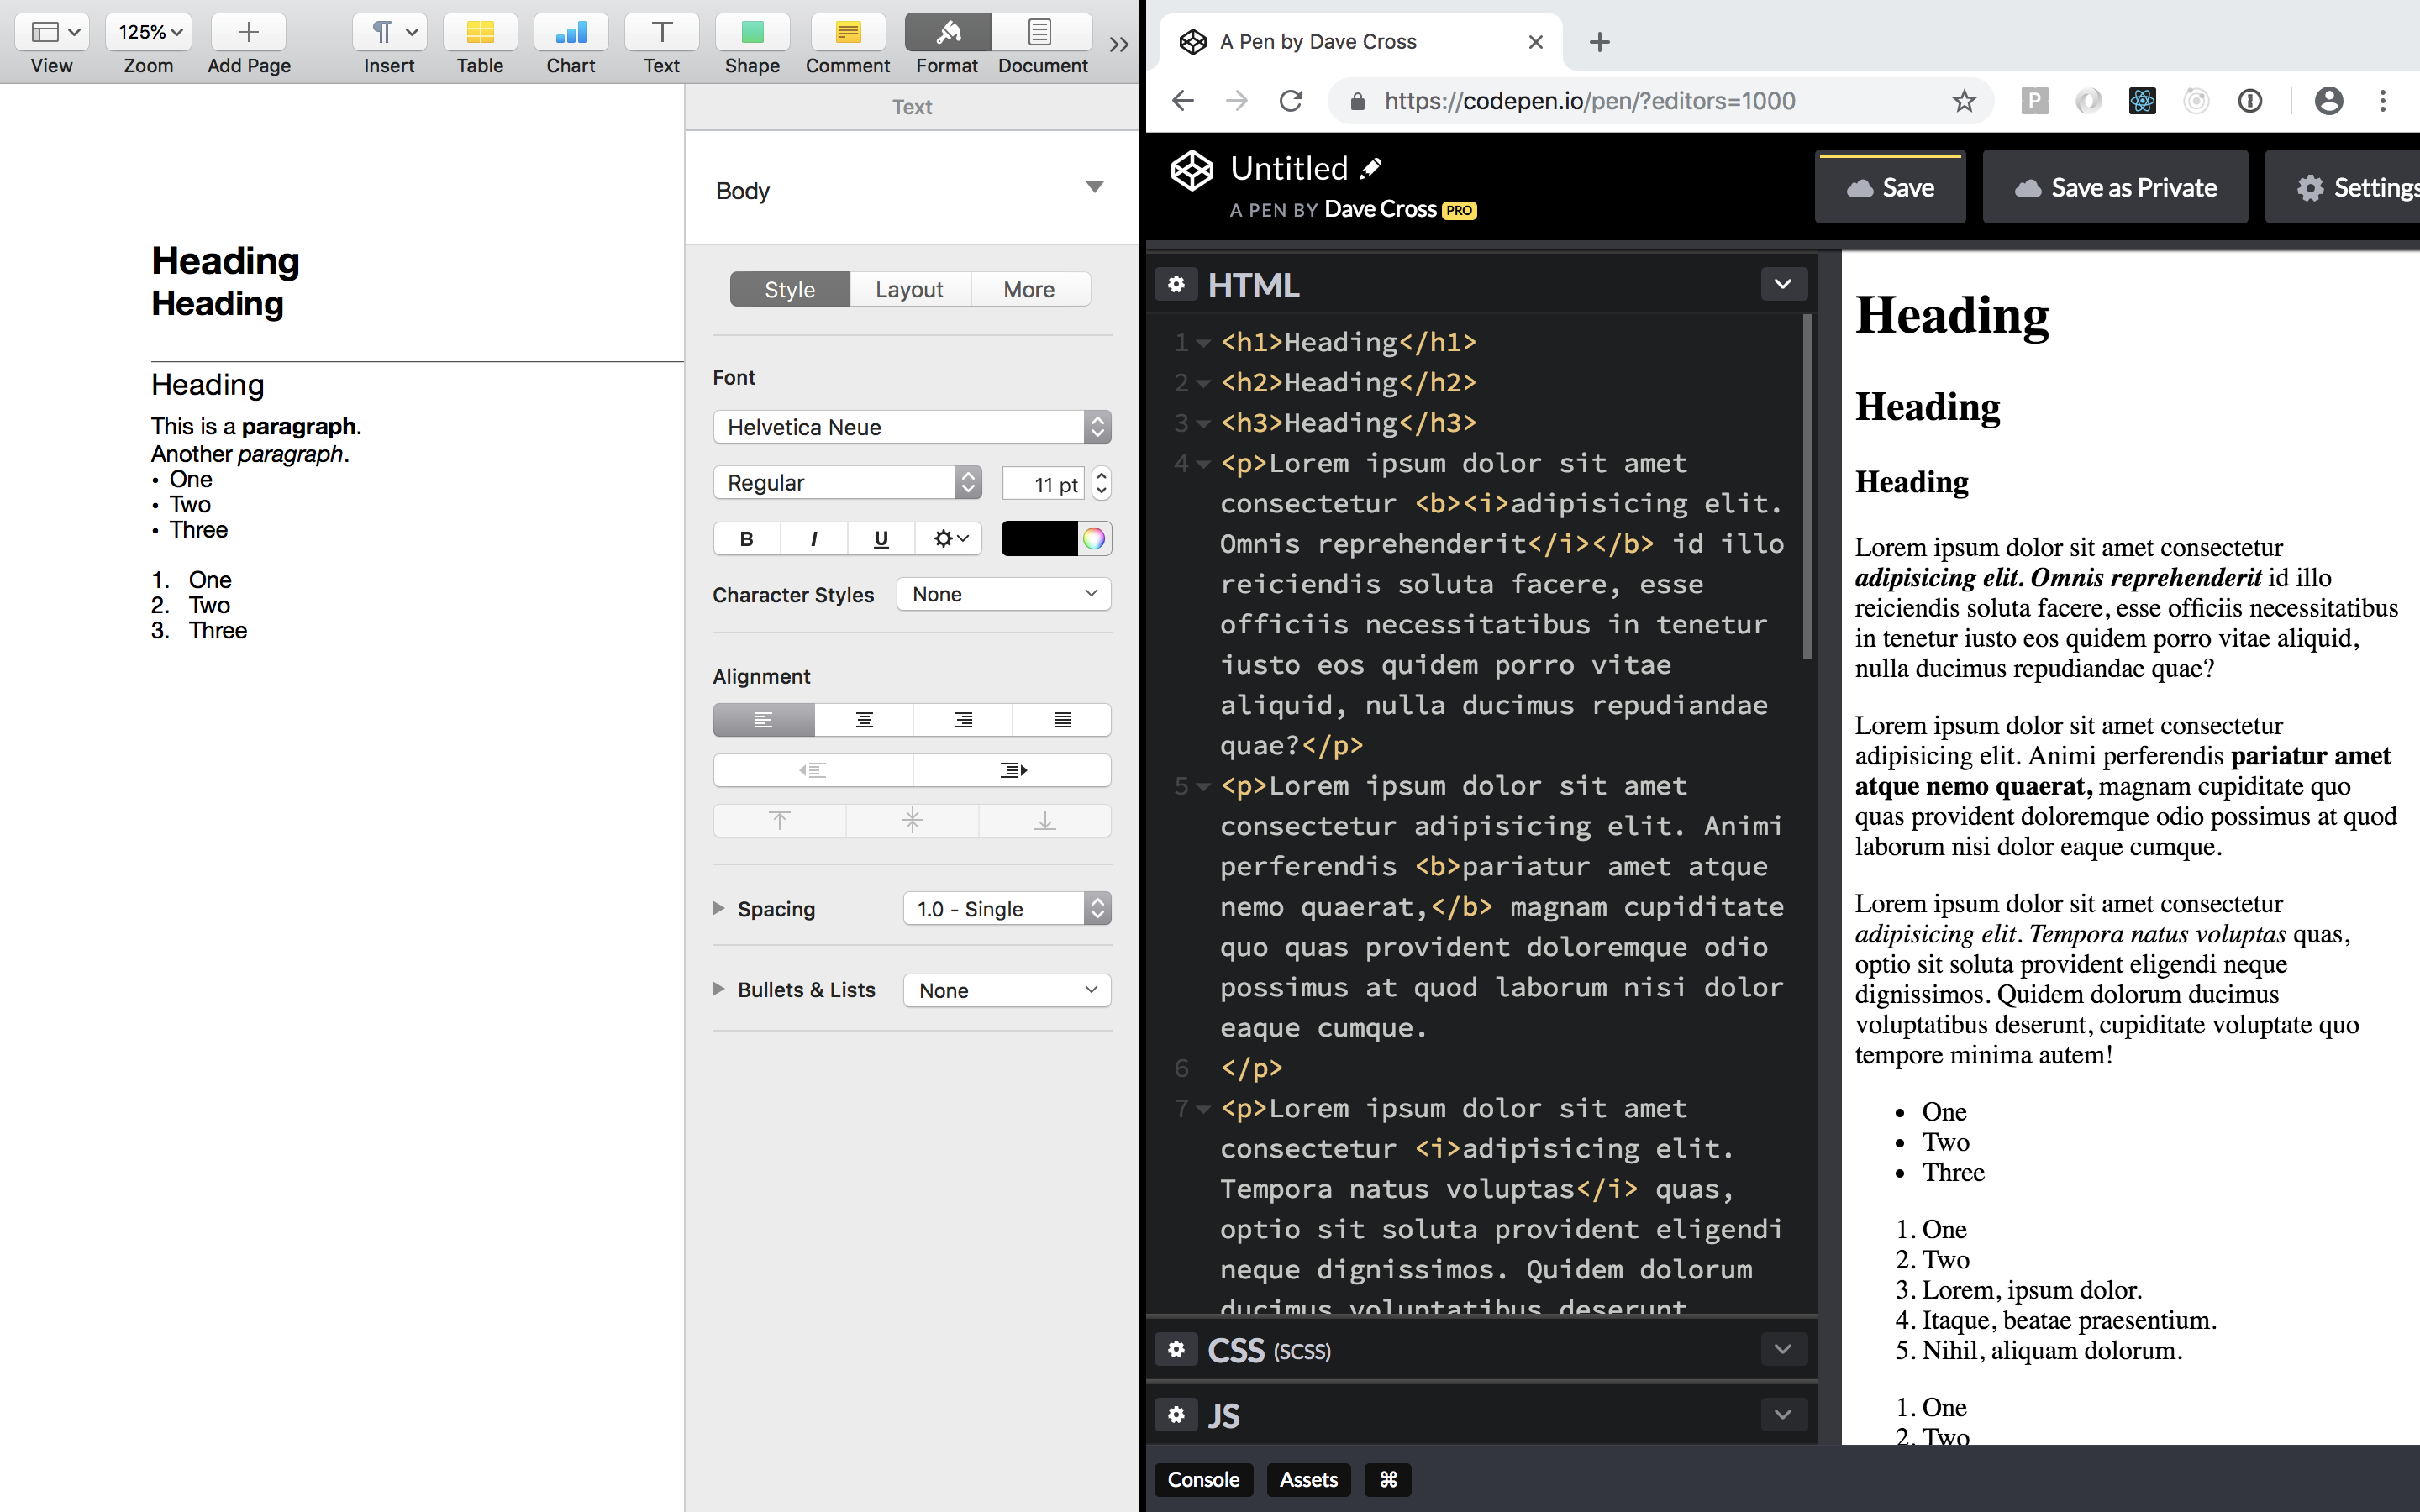 125%
View
Zoom
Add Page
Insert
Table
Chart
Text
Shape
Comment
Format
Document
Heading
Heading
Heading
This is a paragraph.
Another paragraph.
• One
• Two
• Three
1. One
2. Two
3. Three
Text
Body
Style
Layout
More
Font
Helvetica Neue
Regular
11 pt
B
I
U
Character Styles
None
Alignment
Spacing
1.0 - Single
Bullets & Lists
None
A Pen by Dave Cross
https://codepen.io/pen/?editors=1000
P
Untitled
A PEN BY Dave Cross PRO
Save
Save as Private
Settings
HTML
1 <h1>Heading</h1>
2 <h2>Heading</h2>
3 <h3>Heading</h3>
4 <p>Lorem ipsum dolor sit amet
consectetur <b><i>adipisicing elit.
Omnis reprehenderit</i></b> id illo
reiciendis soluta facere, esse
officiis necessitatibus in tenetur
iusto eos quidem porro vitae
aliquid, nulla ducimus repudiandae
quae?</p>
5 <p>Lorem ipsum dolor sit amet
consectetur adipisicing elit. Animi
perferendis <b>pariatur amet atque
nemo quaerat,</b> magnam cupiditate
quo quas provident doloremque odio
possimus at quod laborum nisi dolor
eaque cumque.
6 </p>
7 <p>Lorem ipsum dolor sit amet
consectetur <i>adipisicing elit.
Tempora natus voluptas</i> quas,
optio sit soluta provident eligendi
neque dignissimos. Quidem dolorum
ducimus voluptatibus deserunt
CSS (SCSS)
JS
Console
Assets
⌘
Heading
Heading
Heading
Lorem ipsum dolor sit amet consectetur
adipisicing elit. Omnis reprehenderit id illo
reiciendis soluta facere, esse officiis necessitatibus
in tenetur iusto eos quidem porro vitae aliquid,
nulla ducimus repudiandae quae?
Lorem ipsum dolor sit amet consectetur
adipisicing elit. Animi perferendis pariatur amet
atque nemo quaerat, magnam cupiditate quo
quas provident doloremque odio possimus at quod
laborum nisi dolor eaque cumque.
Lorem ipsum dolor sit amet consectetur
adipisicing elit. Tempora natus voluptas quas,
optio sit soluta provident eligendi neque
dignissimos. Quidem dolorum ducimus
voluptatibus deserunt, cupiditate voluptate quo
tempore minima autem!
• One
• Two
• Three
1. One
2. Two
3. Lorem, ipsum dolor.
4. Itaque, beatae praesentium.
5. Nihil, aliquam dolorum.
1. One
2. Two